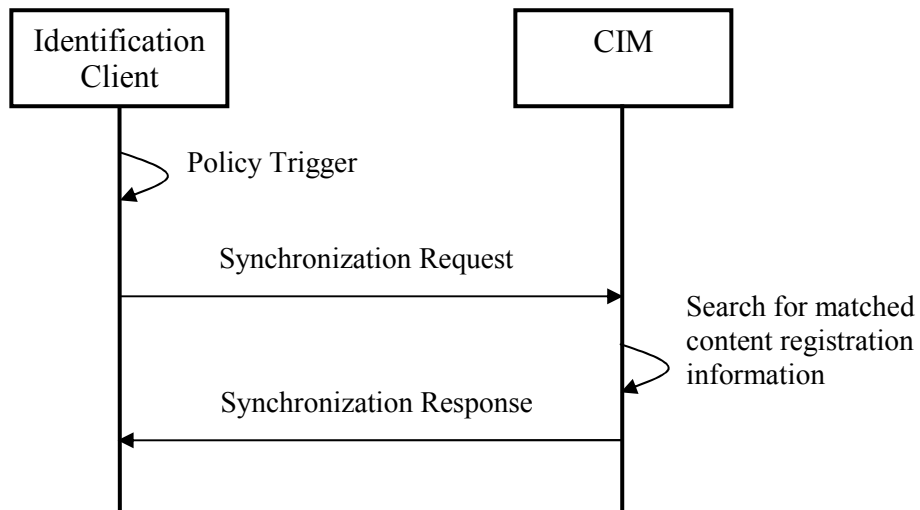 Identification
Client
CIM
Policy Trigger
Synchronization Request
Search for matched
content registration
information
Synchronization Response